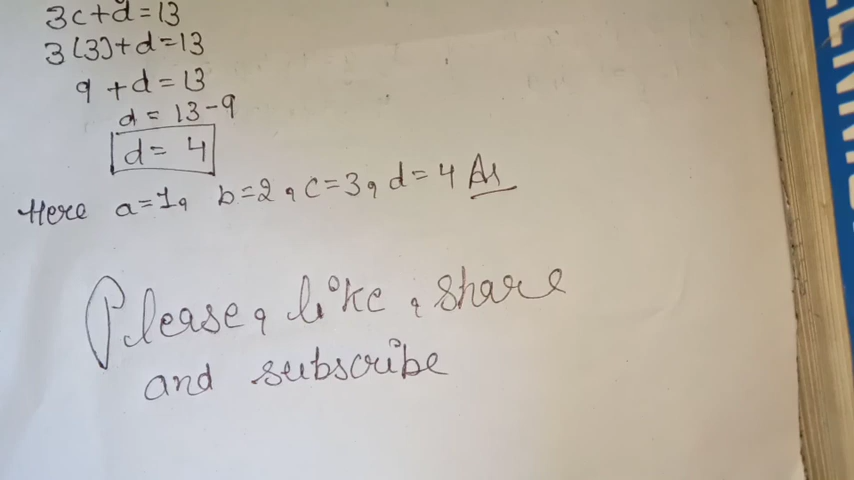 3c+d=13
3(3)+d=13
9+d=13
d=13-9
d=4
Here a=1, b=2, c=3, d=4 As
Please, like, share
and subscribe